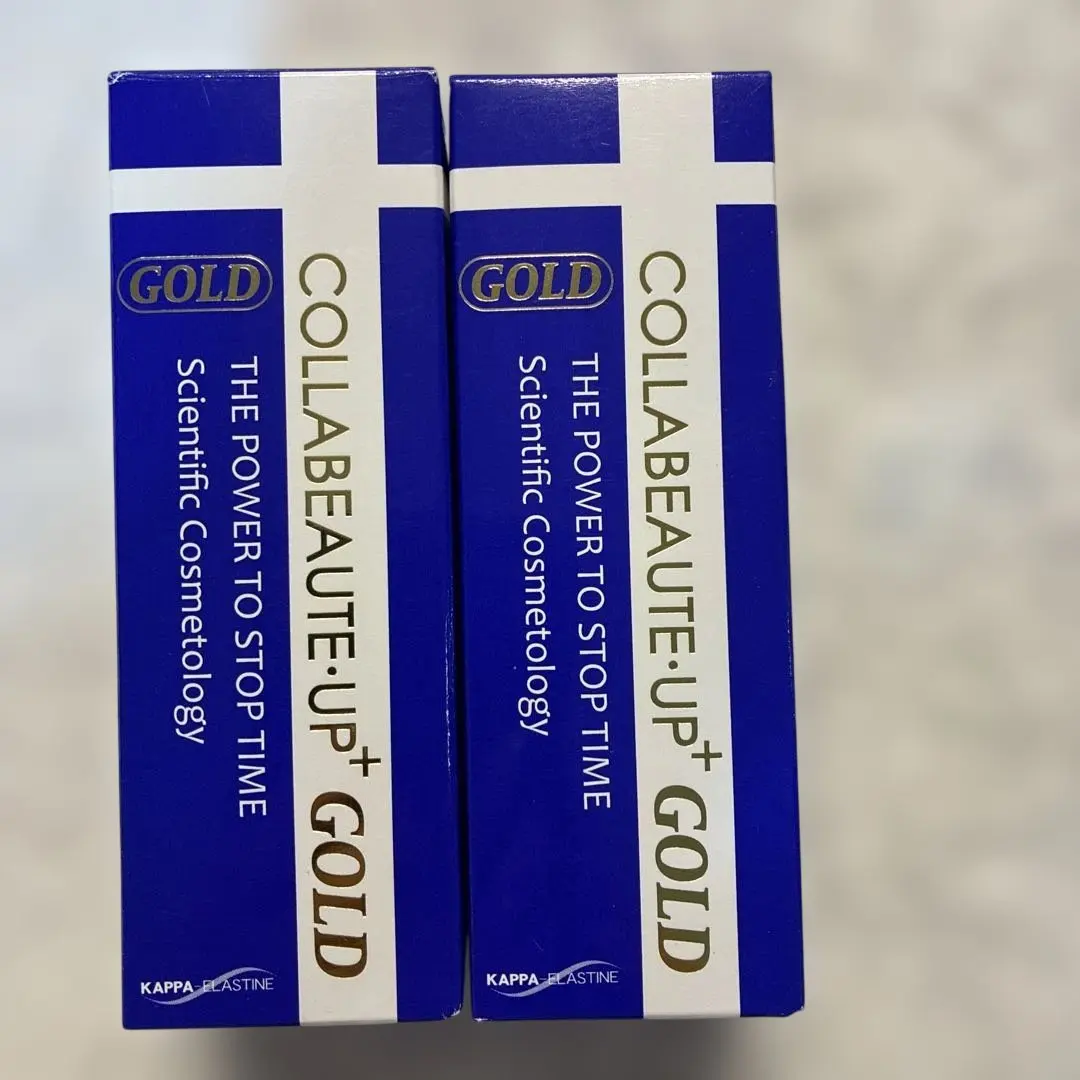 GOLD
COLLABEAUTE·UP+ GOLD
THE POWER TO STOP TIME
Scientific Cosmetology
KAPPA-ELASTINE
GOLD
COLLABEAUTE·UP+ GOLD
THE POWER TO STOP TIME
Scientific Cosmetology
KAPPA-ELASTINE